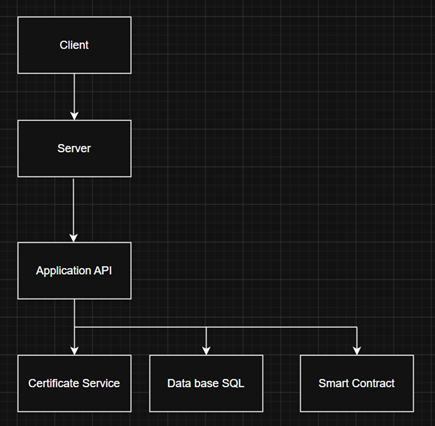 Client
Server
Application API
Certificate Service
Data base SQL
Smart Contract